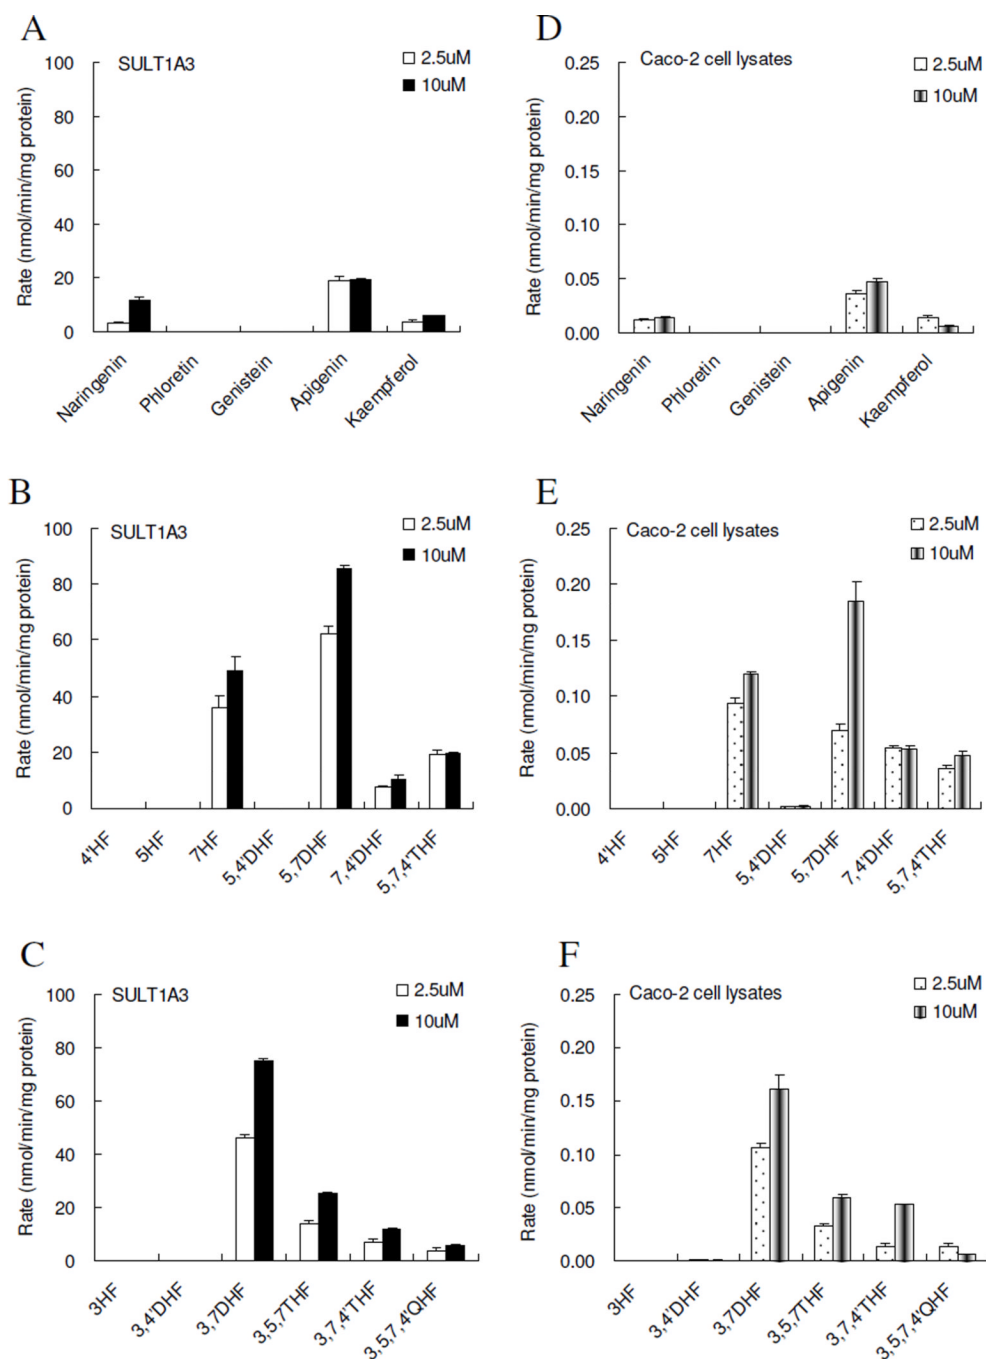 A
SULT1A3
2.5uM
10uM
Rate (nmol/min/mg protein)
100
80
60
40
20
0
Naringenin
Phloretin
Genistein
Apigenin
Kaempferol
D
Caco-2 cell lysates
2.5uM
10uM
Rate (nmol/min/mg protein)
0.25
0.20
0.15
0.10
0.05
0.00
Naringenin
Phloretin
Genistein
Apigenin
Kaempferol
B
SULT1A3
2.5uM
10uM
Rate (nmol/min/mg protein)
100
80
60
40
20
0
4'HF
5HF
7HF
5,4'DHF
5,7DHF
7,4'DHF
5,7,4'THF
E
Caco-2 cell lysates
2.5uM
10uM
Rate (nmol/min/mg protein)
0.25
0.20
0.15
0.10
0.05
0.00
4'HF
5HF
7HF
5,4'DHF
5,7DHF
7,4'DHF
5,7,4'THF
C
SULT1A3
2.5uM
10uM
Rate (nmol/min/mg protein)
100
80
60
40
20
0
3HF
3,4'DHF
3,7DHF
3,5,7THF
3,7,4'THF
3,5,7,4'QHF
F
Caco-2 cell lysates
2.5uM
10uM
Rate (nmol/min/mg protein)
0.25
0.20
0.15
0.10
0.05
0.00
3HF
3,4'DHF
3,7DHF
3,5,7THF
3,7,4'THF
3,5,7,4'QHF